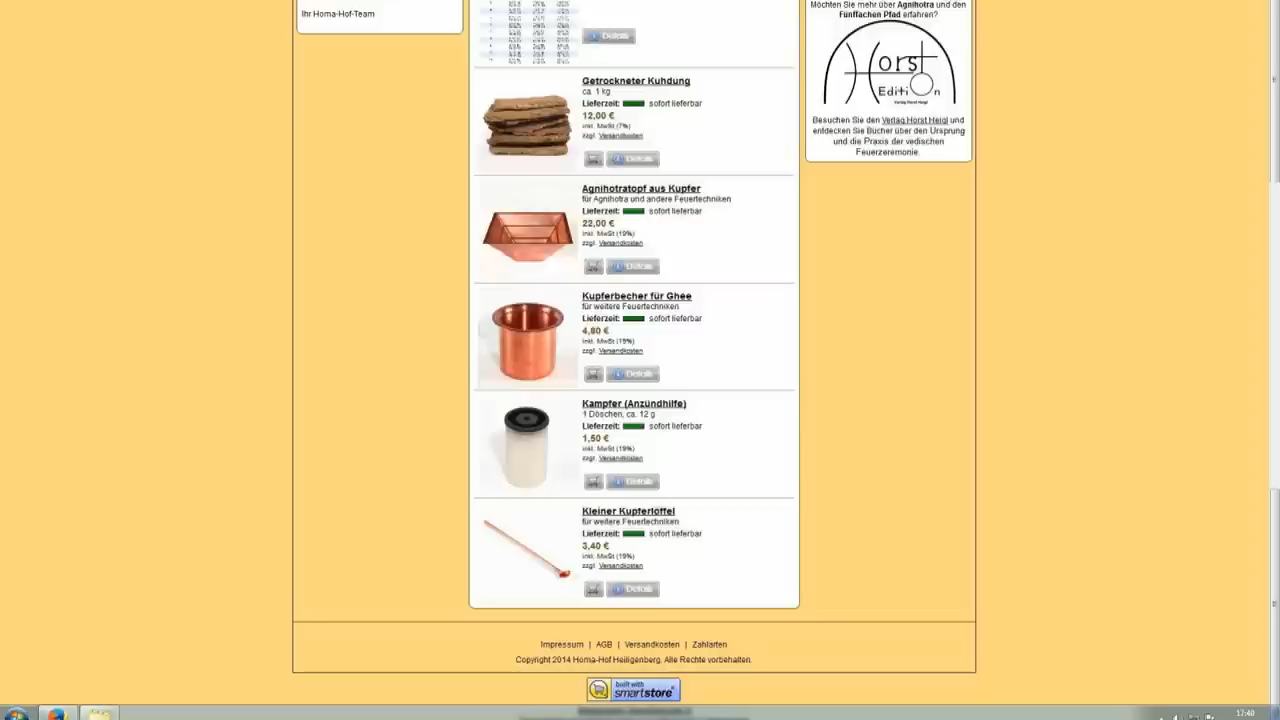 Ihr Homa-Hof-Team
Details
Getrockneter Kuhdung
ca. 1 kg
Lieferzeit: sofort lieferbar
12,00 €
inkl. MwSt (7%)
zzgl. Versandkosten
Details
Agnihotratopf aus Kupfer
für Agnihotra und andere Feuertechniken
Lieferzeit: sofort lieferbar
22,00 €
inkl. MwSt (19%)
zzgl. Versandkosten
Details
Kupferbecher für Ghee
für weitere Feuertechniken
Lieferzeit: sofort lieferbar
4,80 €
inkl. MwSt (19%)
zzgl. Versandkosten
Details
Kampfer (Anzündhilfe)
1 Döschen, ca. 12 g
Lieferzeit: sofort lieferbar
1,50 €
inkl. MwSt (19%)
zzgl. Versandkosten
Details
Kleiner Kupferlöffel
für weitere Feuertechniken
Lieferzeit: sofort lieferbar
3,40 €
inkl. MwSt (19%)
zzgl. Versandkosten
Details
Möchten Sie mehr über Agnihotra und den
Fünffachen Pfad erfahren?
Horst
Edition
Verlag Horst Heigl
Besuchen Sie den Verlag Horst Heigl und
entdecken Sie Bücher über den Ursprung
und die Praxis der vedischen
Feuerzeremonie.
Impressum | AGB | Versandkosten | Zahlarten
Copyright 2014 Homa-Hof Heiligenberg. Alle Rechte vorbehalten.
built with
smartstore
17:40